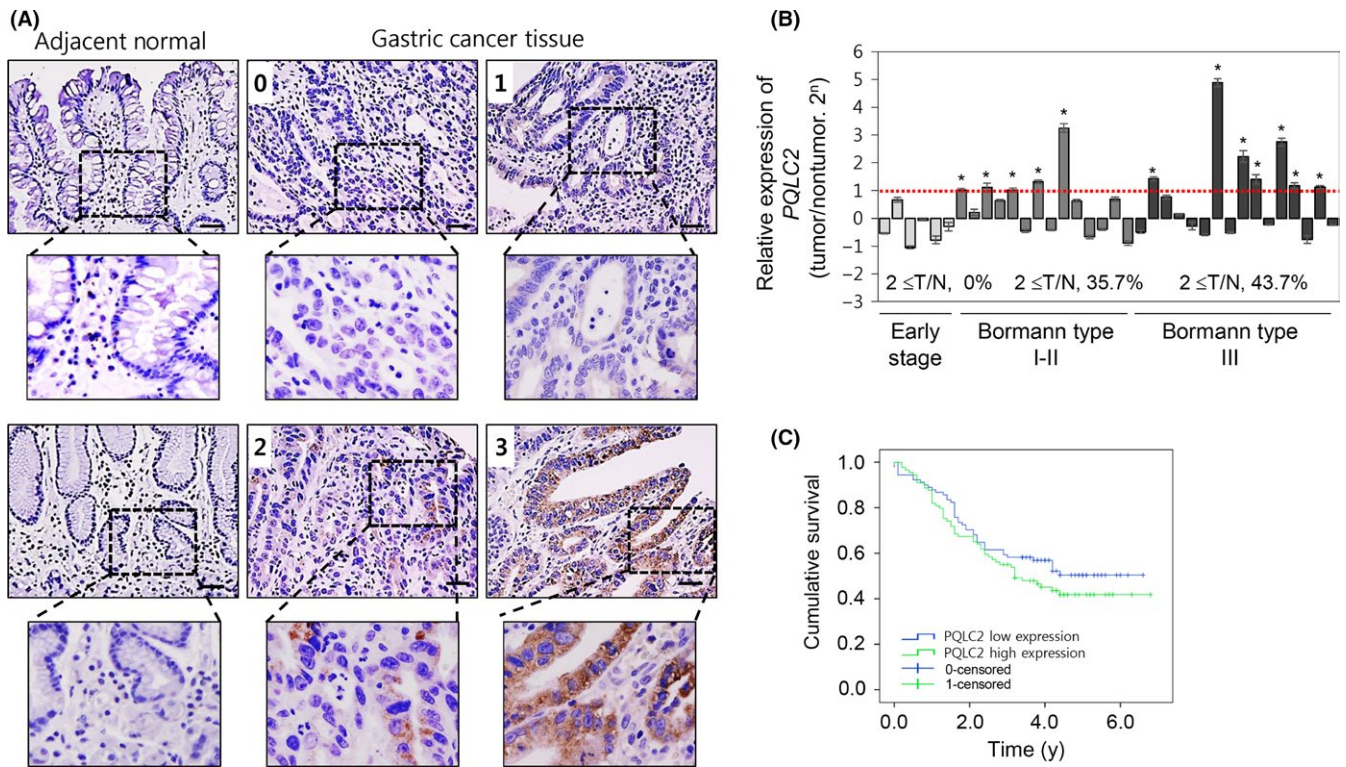 (A)
Adjacent normal
Gastric cancer tissue
0
1
2
3
(B)
Relative expression of
PQLC2
(tumor/nontumor. 2ⁿ)
6
5
4
3
2
1
0
−1
−2
−3
* * * * * * * * * * * *
2 ≤T/N, 0%
2 ≤T/N, 35.7%
2 ≤T/N, 43.7%
Early
stage
Bormann type
I-II
Bormann type
III
(C)
Cumulative survival
1.0
0.8
0.6
0.4
0.2
0.0
PQLC2 low expression
PQLC2 high expression
0-censored
1-censored
0.0 2.0 4.0 6.0
Time (y)